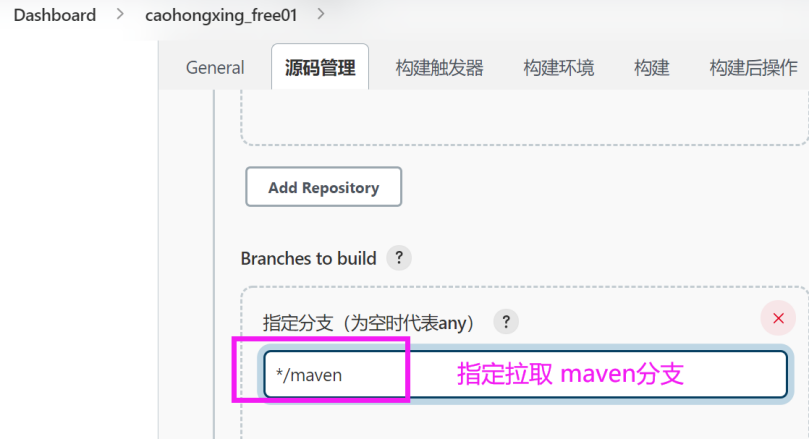 Dashboard > caohongxing_free01 >
General 源码管理 构建触发器 构建环境 构建 构建后操作
Add Repository
Branches to build ?
指定分支（为空时代表any） ?
*/maven 指定拉取 maven分支